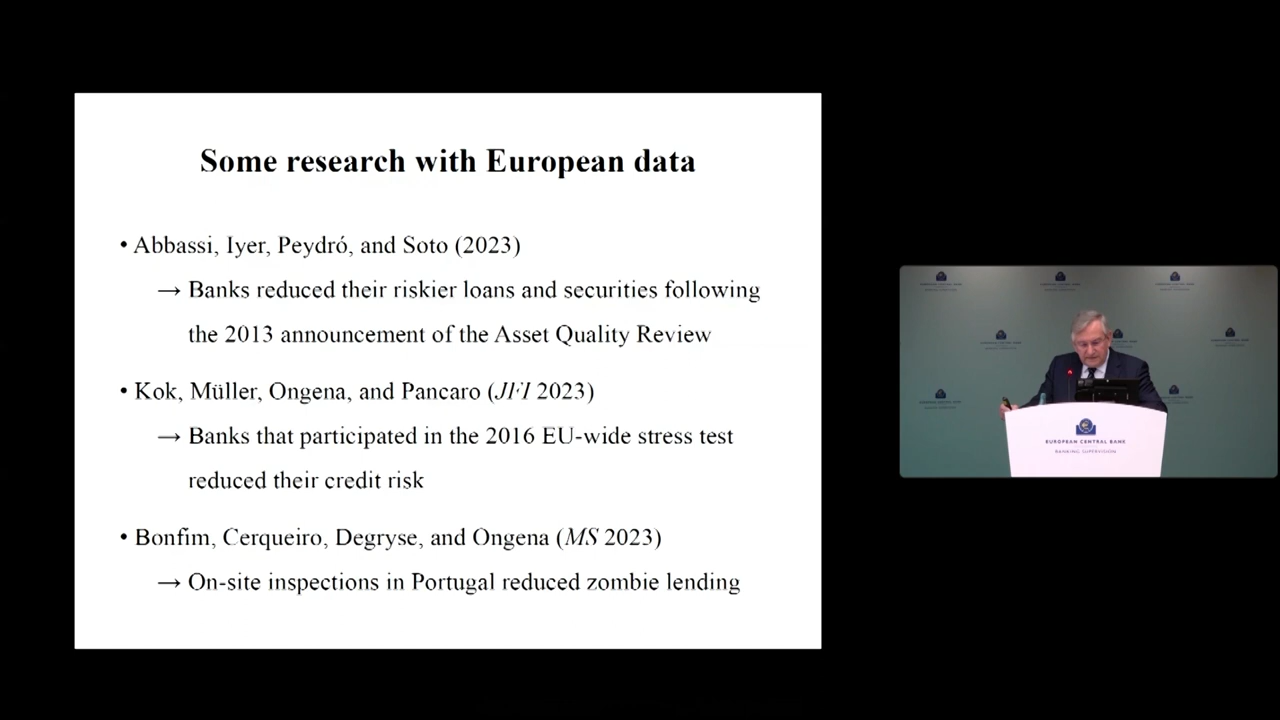 Some research with European data
• Abbassi, Iyer, Peydró, and Soto (2023)
→ Banks reduced their riskier loans and securities following
the 2013 announcement of the Asset Quality Review
• Kok, Müller, Ongena, and Pancaro (JFI 2023)
→ Banks that participated in the 2016 EU-wide stress test
reduced their credit risk
• Bonfim, Cerqueiro, Degryse, and Ongena (MS 2023)
→ On-site inspections in Portugal reduced zombie lending
EUROPEAN CENTRAL BANK
BANKING SUPERVISION